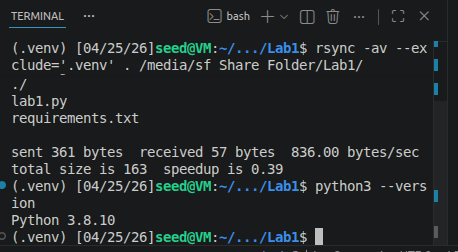 TERMINAL ··· bash
(.venv) [04/25/26]seed@VM:~/.../Lab1$ rsync -av --ex
clude='.venv' . /media/sf_Share_Folder/Lab1/
./
lab1.py
requirements.txt
sent 361 bytes  received 57 bytes  836.00 bytes/sec
total size is 163  speedup is 0.39
(.venv) [04/25/26]seed@VM:~/.../Lab1$ python3 --vers
ion
Python 3.8.10
(.venv) [04/25/26]seed@VM:~/.../Lab1$